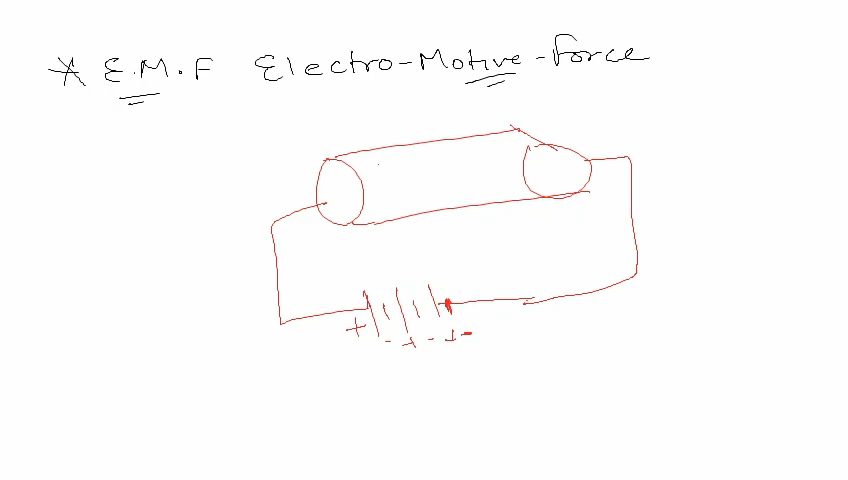 * E.M.F Electro-Motive-Force
+ - + - + -